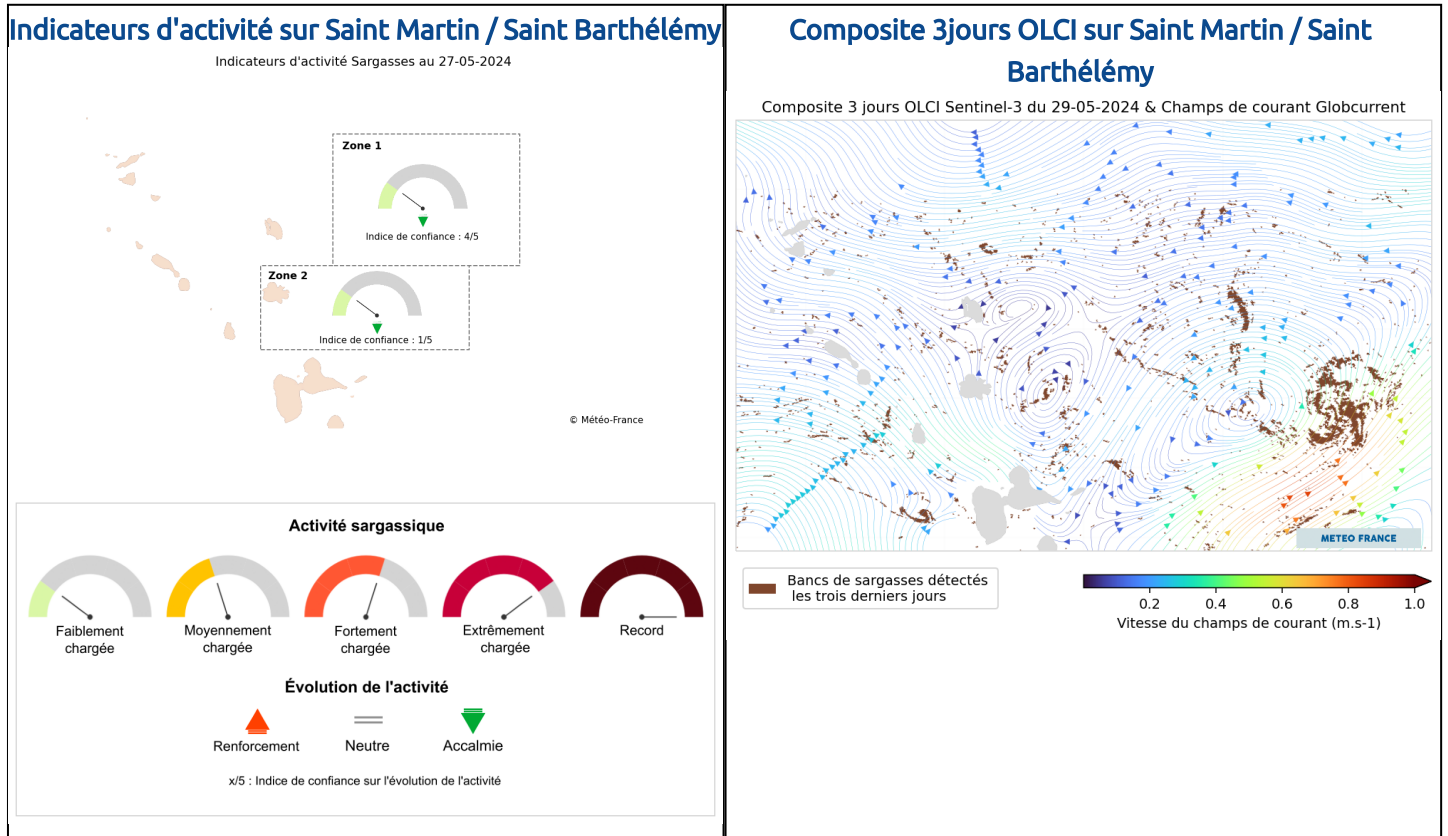 Indicateurs d'activité sur Saint Martin / Saint Barthélémy
Indicateurs d'activité Sargasses au 27-05-2024
Zone 1
Indice de confiance : 4/5
Zone 2
Indice de confiance : 1/5
© Météo-France
Activité sargassique
Faiblement
chargée
Moyennement
chargée
Fortement
chargée
Extrêmement
chargée
Record
Évolution de l'activité
Renforcement
Neutre
Accalmie
x/5 : Indice de confiance sur l'évolution de l'activité
Composite 3jours OLCI sur Saint Martin / Saint
Barthélémy
Composite 3 jours OLCI Sentinel-3 du 29-05-2024 & Champs de courant Globcurrent
METEO FRANCE
Bancs de sargasses détectés
les trois derniers jours
0.2 0.4 0.6 0.8 1.0
Vitesse du champs de courant (m.s-1)